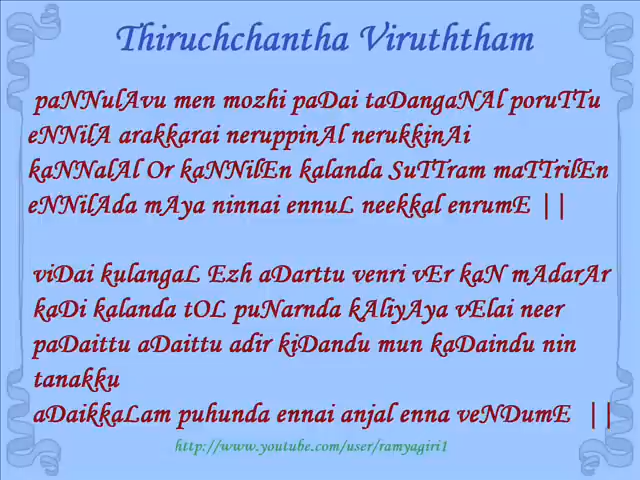 Thiruchchantha Viruththam
paNNulAvu men mozhi paDai taDangaNAl poruTTu
eNNilA arakkarai neruppinAl nerukkinAi
kaNNalAl Or kaNNilEn kalanda SuTTram maTTrilEn
eNNilAda mAya ninnai ennuL neekkal enrumE ||
viDai kulangaL Ezh aDarttu venri vEr kaN mAdarAr
kaDi kalanda tOL puNarnda kAliyAya vElai neer
paDaittu aDaittu adir kiDandu mun kaDaindu nin
tanakku
aDaikkaLam puhunda ennai anjal enna veNDumE ||
http://www.youtube.com/user/ramyagiri1